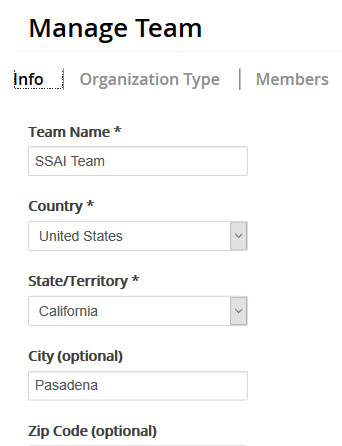 Manage Team
Info | Organization Type | Members
Team Name *
SSAI Team
Country *
United States
State/Territory *
California
City (optional)
Pasadena
Zip Code (optional)